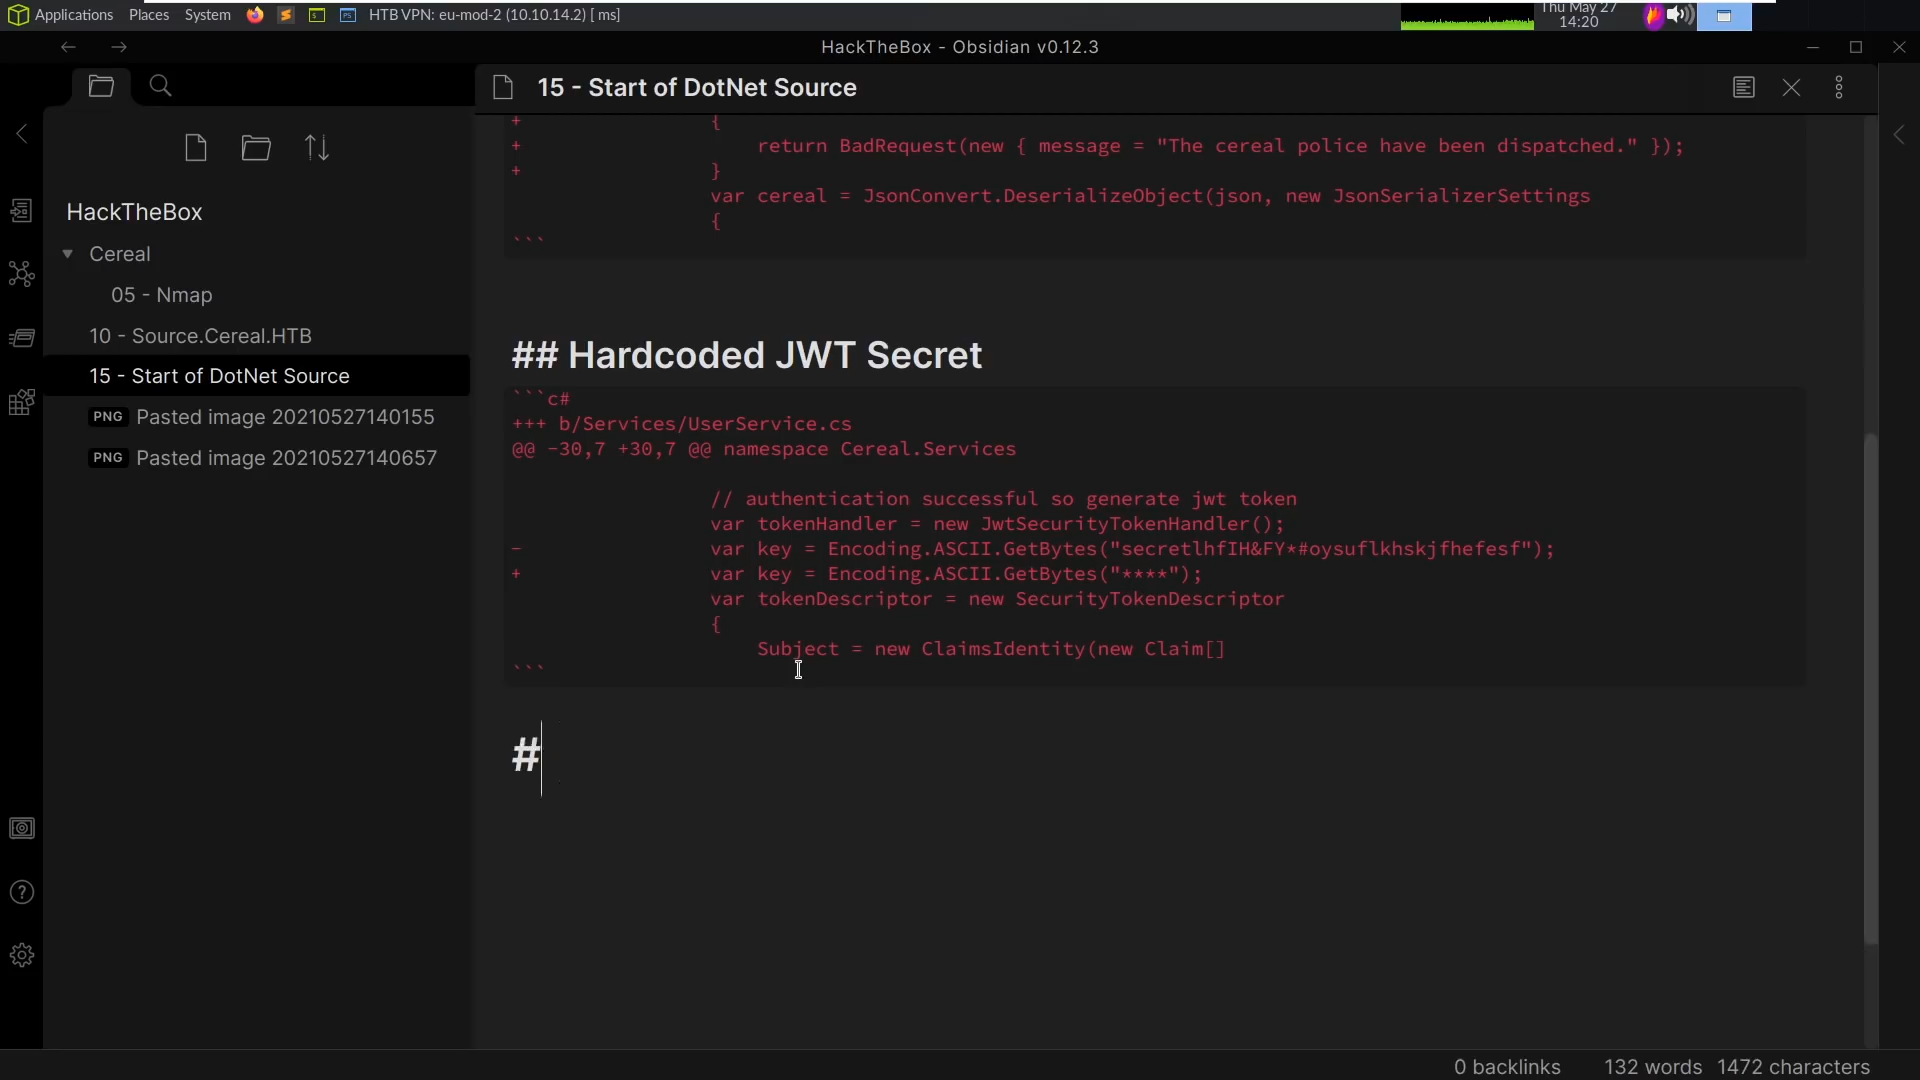 Applications Places System HTB VPN: eu-mod-2 (10.10.14.2) [ ms] Thu May 27
14:20
HackTheBox - Obsidian v0.12.3
15 - Start of DotNet Source
+ {
+ return BadRequest(new { message = "The cereal police have been dispatched." });
+ }
var cereal = JsonConvert.DeserializeObject(json, new JsonSerializerSettings
{
```
HackTheBox
Cereal
05 - Nmap
10 - Source.Cereal.HTB
15 - Start of DotNet Source
PNG Pasted image 20210527140155
PNG Pasted image 20210527140657
## Hardcoded JWT Secret
```c#
+++ b/Services/UserService.cs
@@ -30,7 +30,7 @@ namespace Cereal.Services
// authentication successful so generate jwt token
var tokenHandler = new JwtSecurityTokenHandler();
- var key = Encoding.ASCII.GetBytes("secretlhfIH&FY*#oysuflkhskjfhefesf");
+ var key = Encoding.ASCII.GetBytes("****");
var tokenDescriptor = new SecurityTokenDescriptor
{
Subject = new ClaimsIdentity(new Claim[]
```
#
0 backlinks 132 words 1472 characters